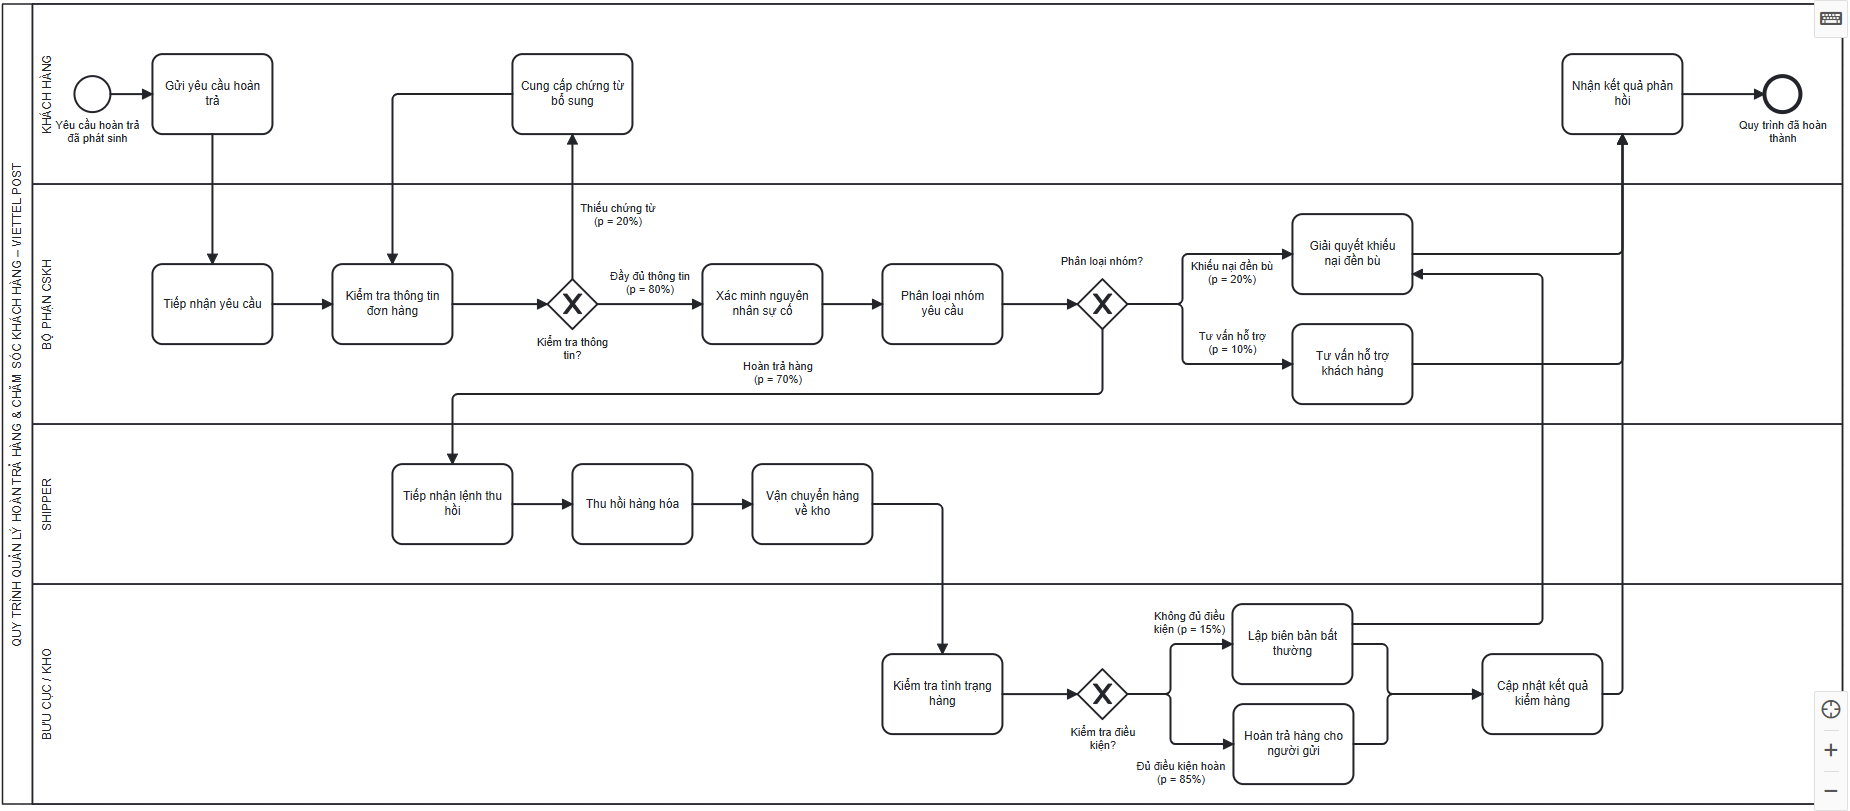 QUY TRÌNH QUẢN LÝ HOÀN TRẢ HÀNG & CHĂM SÓC KHÁCH HÀNG – VIETTEL POST
KHÁCH HÀNG
Yêu cầu hoàn trả
đã phát sinh
Gửi yêu cầu hoàn
trả
Cung cấp chứng từ
bổ sung
Nhận kết quả phản
hồi
Quy trình đã hoàn
thành
BỘ PHẬN CSKH
Tiếp nhận yêu cầu
Kiểm tra thông tin
đơn hàng
Thiếu chứng từ
(p = 20%)
Kiểm tra thông
tin?
Đầy đủ thông tin
(p = 80%)
Xác minh nguyên
nhân sự cố
Phân loại nhóm
yêu cầu
Phân loại nhóm?
Khiếu nại đền bù
(p = 20%)
Giải quyết khiếu
nại đền bù
Tư vấn hỗ trợ
(p = 10%)
Tư vấn hỗ trợ
khách hàng
Hoàn trả hàng
(p = 70%)
SHIPPER
Tiếp nhận lệnh thu
hồi
Thu hồi hàng hóa
Vận chuyển hàng
về kho
BƯU CỤC / KHO
Kiểm tra tình trạng
hàng
Kiểm tra điều
kiện?
Không đủ điều
kiện (p = 15%)
Lập biên bản bất
thường
Đủ điều kiện hoàn
(p = 85%)
Hoàn trả hàng cho
người gửi
Cập nhật kết quả
kiểm hàng